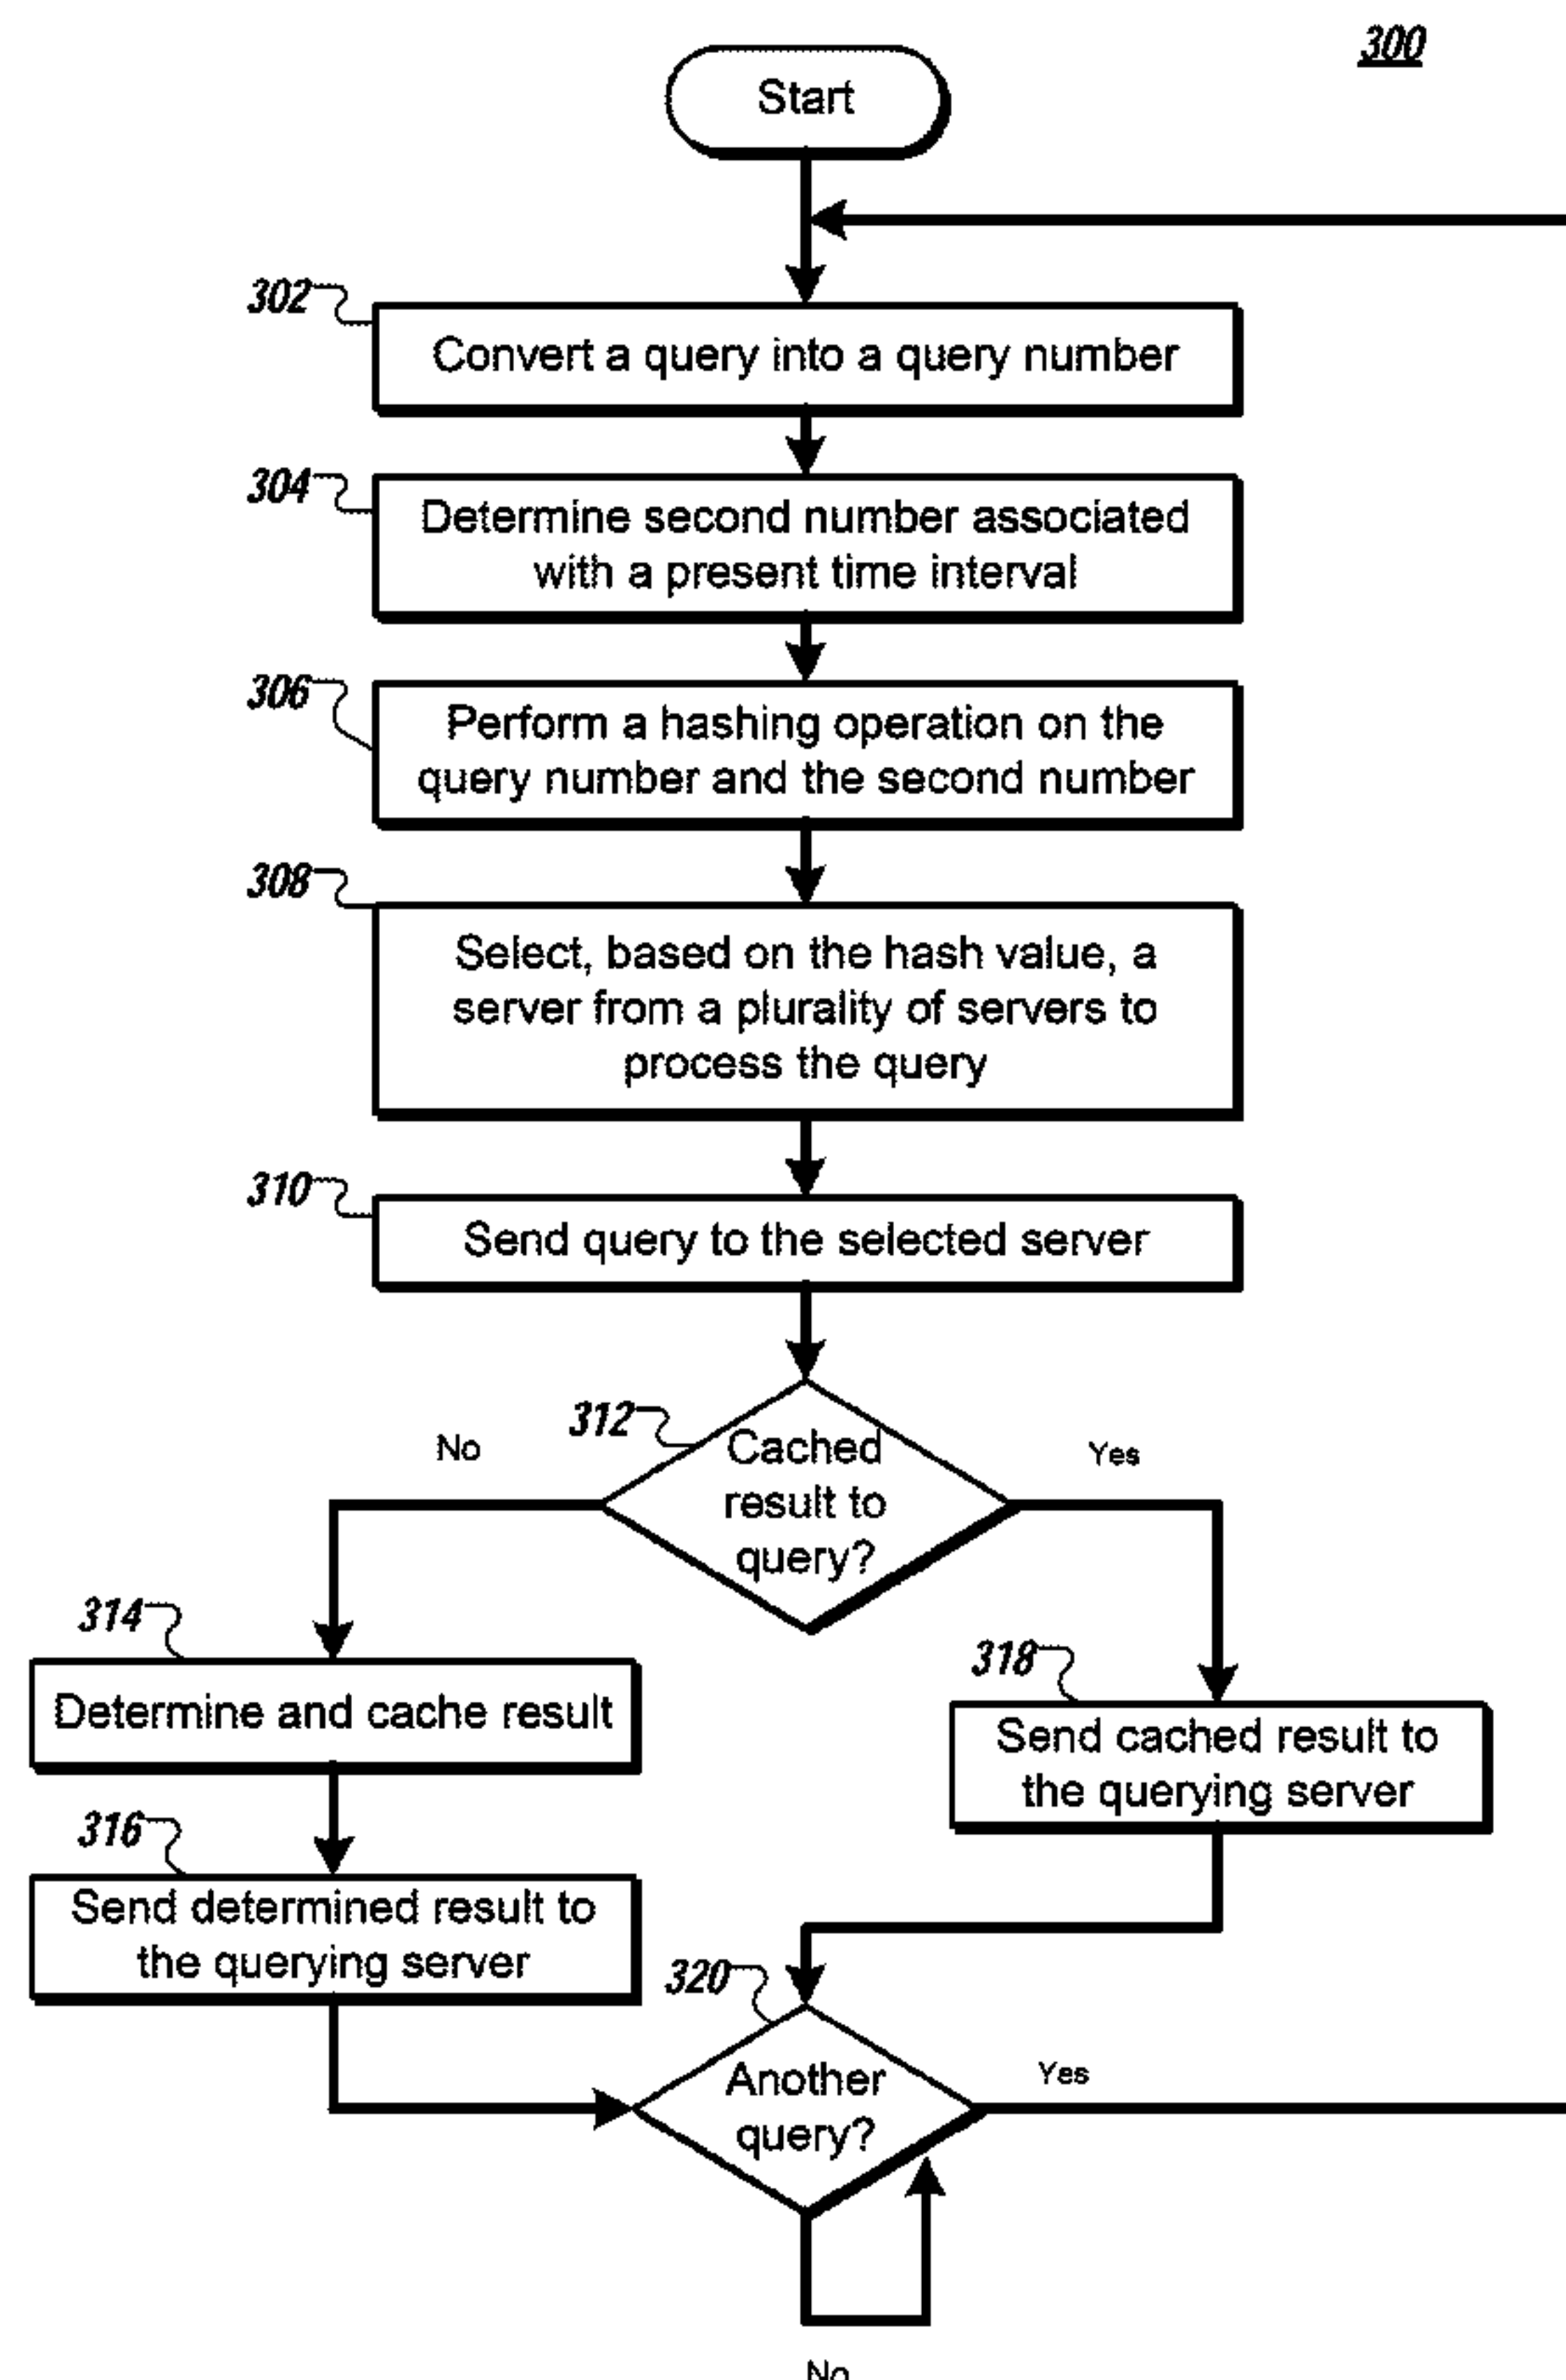 300
Start
302
Convert a query into a query number
304
Determine second number associated
with a present time interval
306
Perform a hashing operation on the
query number and the second number
308
Select, based on the hash value, a
server from a plurality of servers to
process the query
310
Send query to the selected server
312
No
Yes
Cached
result to
query?
314
Determine and cache result
318
Send cached result to
the querying server
316
Send determined result to
the querying server
320
Another
query?
Yes
No